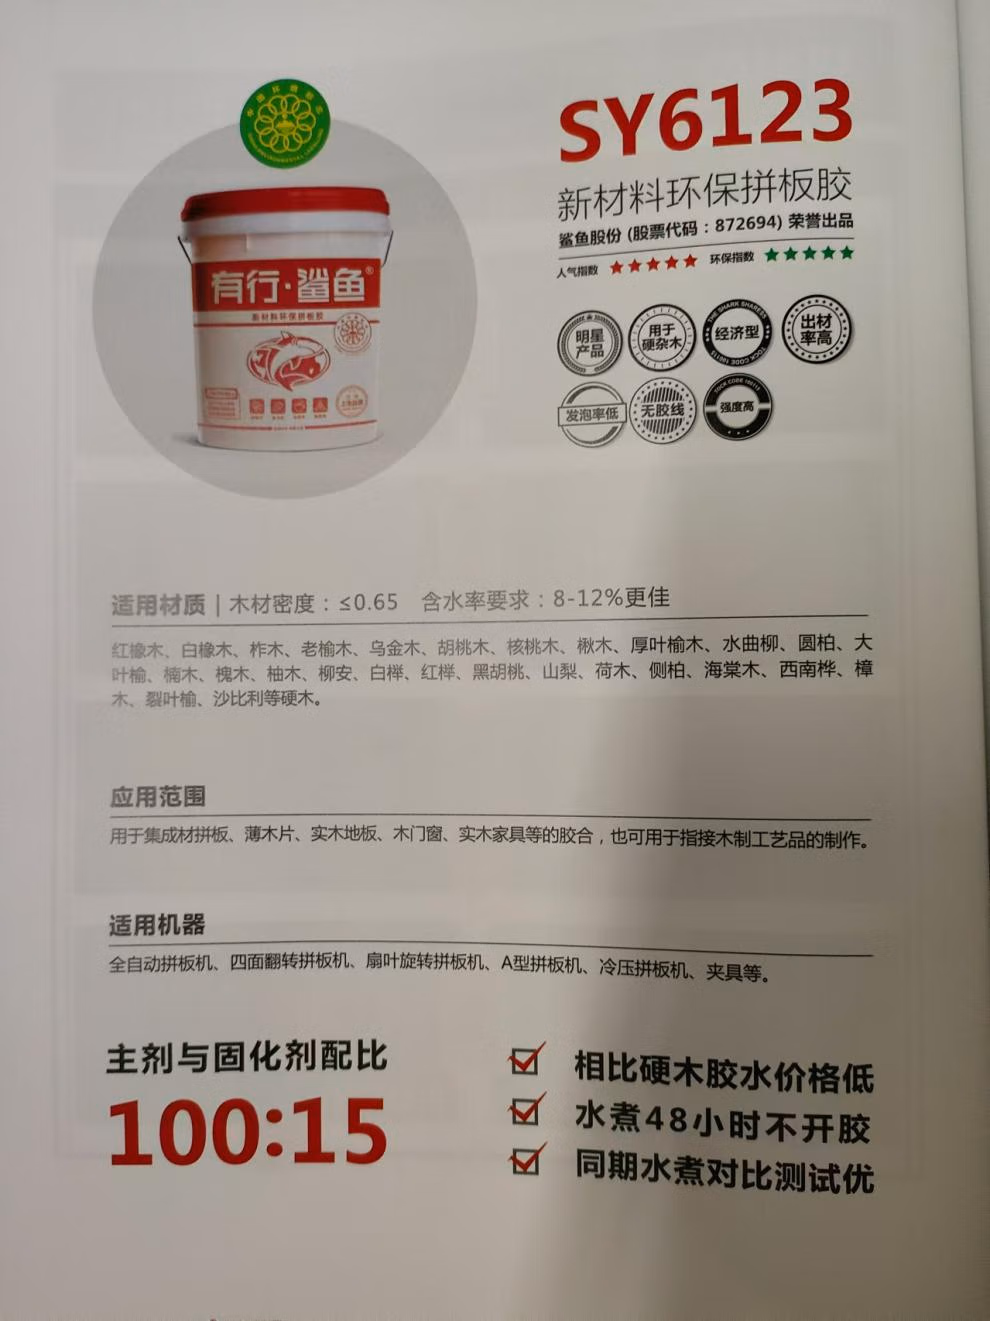 SY6123
新材料环保拼板胶
鲨鱼股份 (股票代码：872694) 荣誉出品
人气指数
环保指数
有行·鲨鱼®
新材料环保拼板胶
明星
产品
用于
硬杂木
经济型
出材
率高
发泡率低
无胶线
强度高
适用材质 | 木材密度：≤0.65 含水率要求：8-12%更佳
红橡木、白橡木、柞木、老榆木、乌金木、胡桃木、核桃木、楸木、厚叶榆木、水曲柳、圆柏、大
叶榆、楠木、槐木、柚木、柳安、白榉、红榉、黑胡桃、山梨、荷木、侧柏、海棠木、西南桦、樟
木、裂叶榆、沙比利等硬木。
应用范围
用于集成材拼板、薄木片、实木地板、木门窗、实木家具等的胶合，也可用于指接木制工艺品的制作。
适用机器
全自动拼板机、四面翻转拼板机、扇叶旋转拼板机、A型拼板机、冷压拼板机、夹具等。
主剂与固化剂配比
100:15
相比硬木胶水价格低
水煮48小时不开胶
同期水煮对比测试优